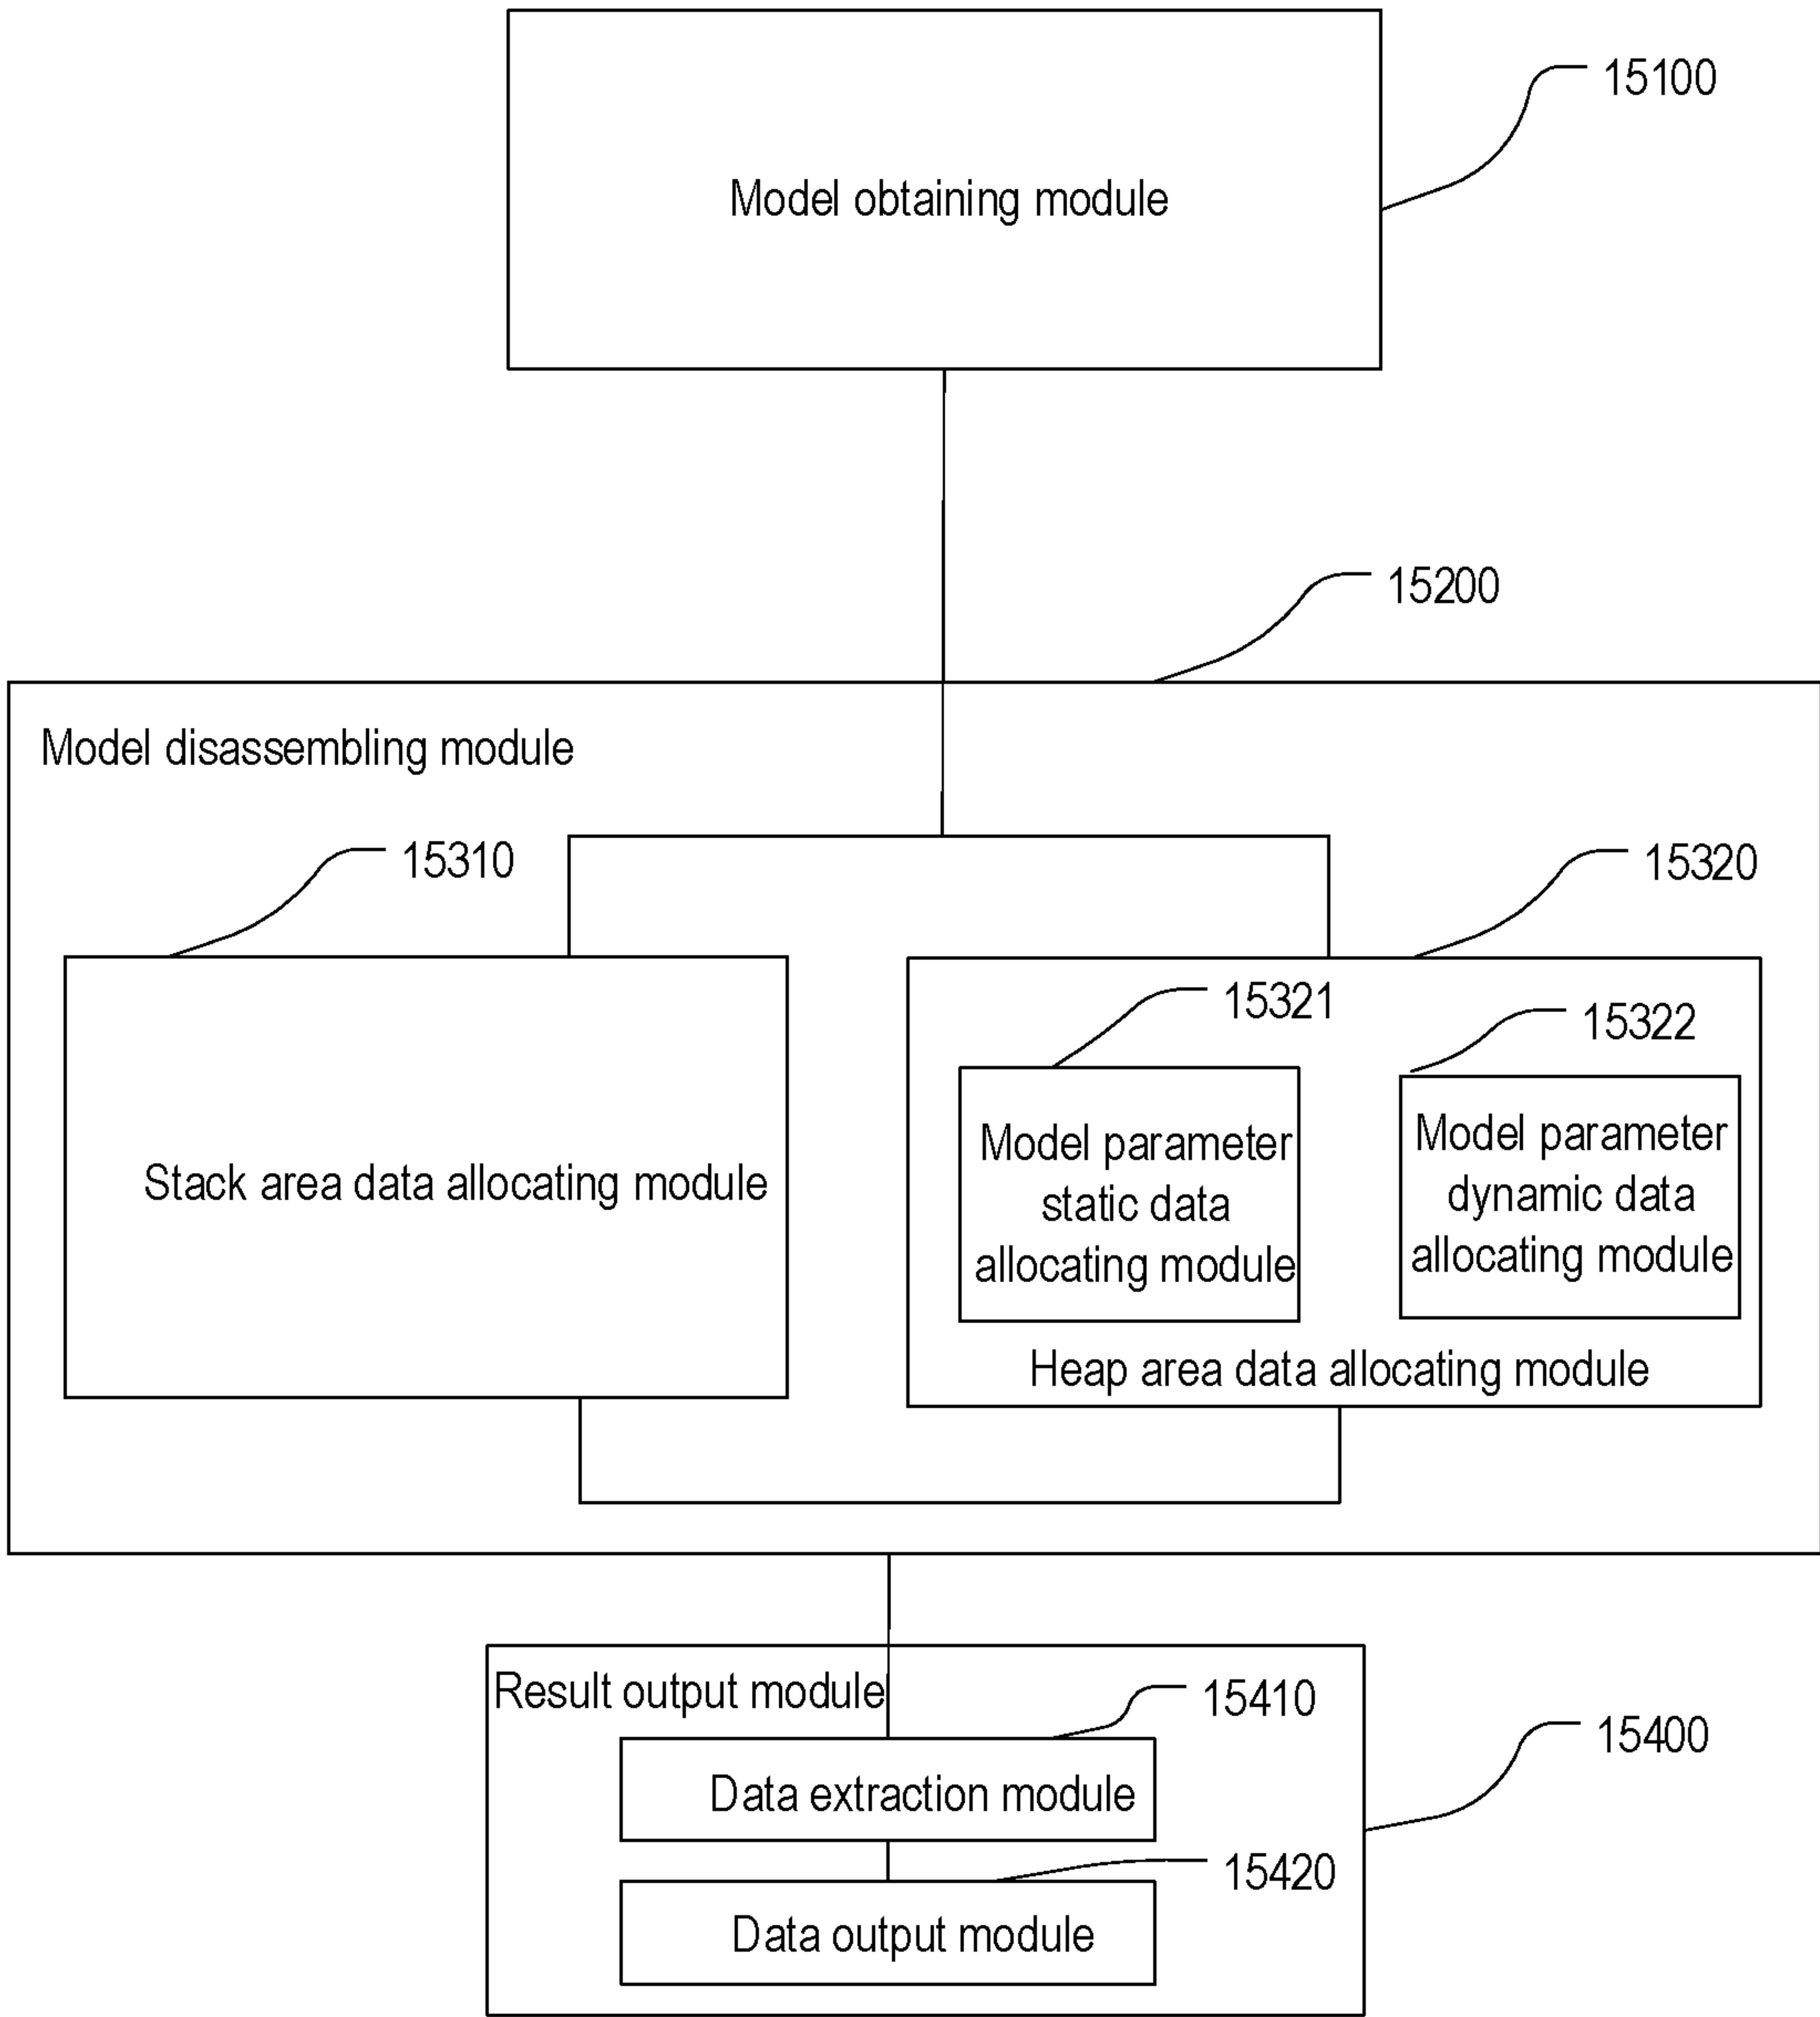 15100
Model obtaining module
15200
Model disassembling module
15310
15320
15321
15322
Stack area data allocating module
Model parameter
static data
allocating module
Model parameter
dynamic data
allocating module
Heap area data allocating module
Result output module
15410
15400
Data extraction module
15420
Data output module